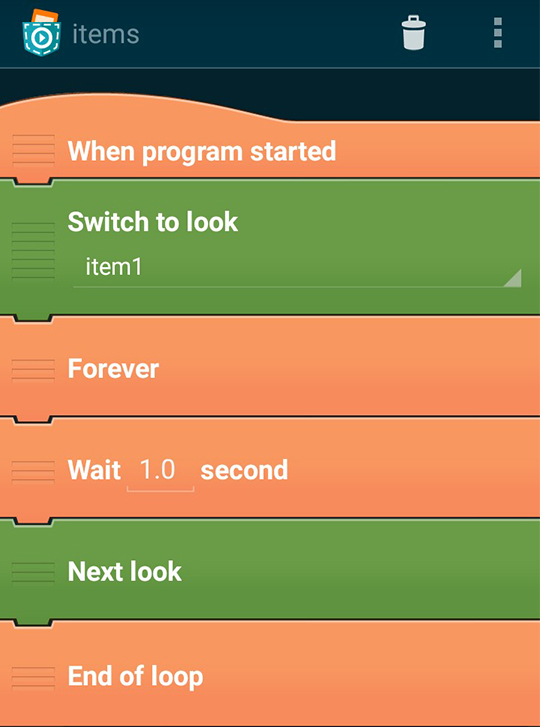 items
When program started
Switch to look
item1
Forever
Wait 1.0 second
Next look
End of loop